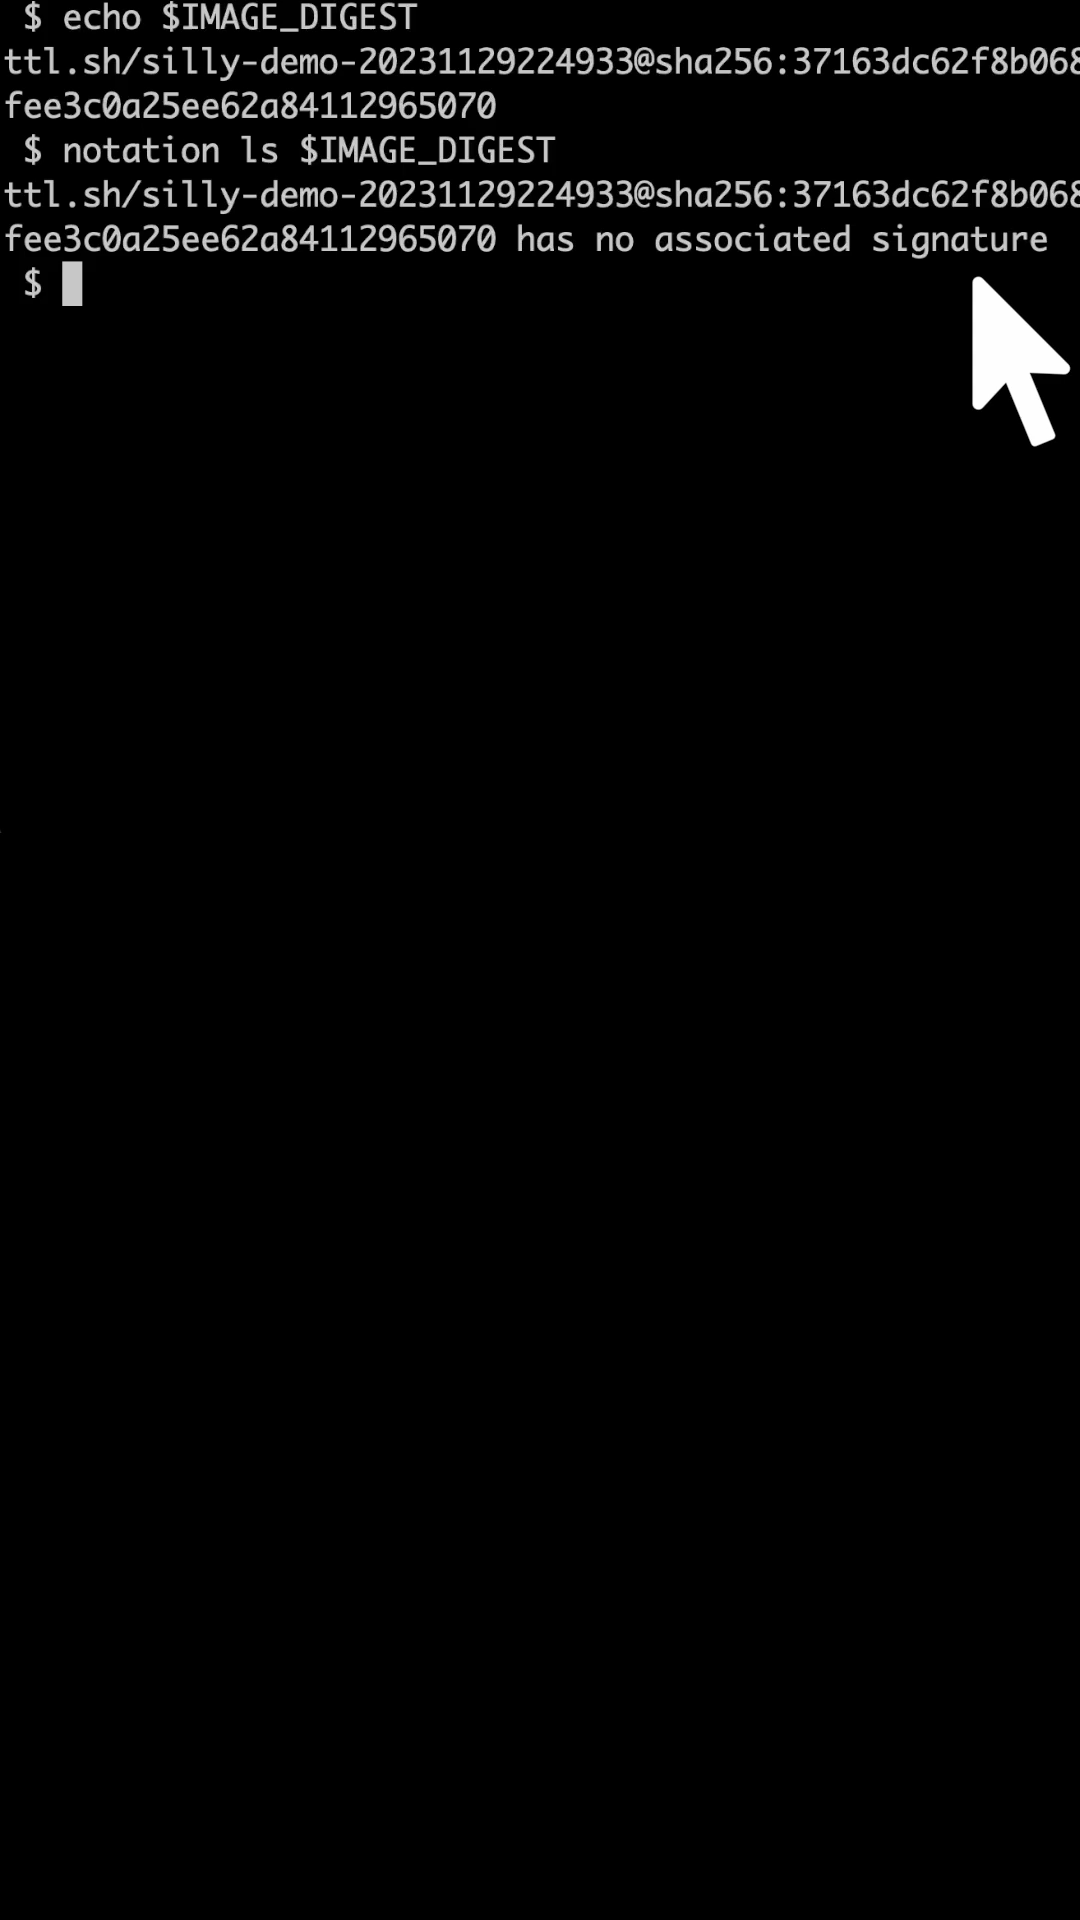 $ echo $IMAGE_DIGEST
ttl.sh/silly-demo-20231129224933@sha256:37163dc62f8b068
fee3c0a25ee62a84112965070
$ notation ls $IMAGE_DIGEST
ttl.sh/silly-demo-20231129224933@sha256:37163dc62f8b068
fee3c0a25ee62a84112965070 has no associated signature
$